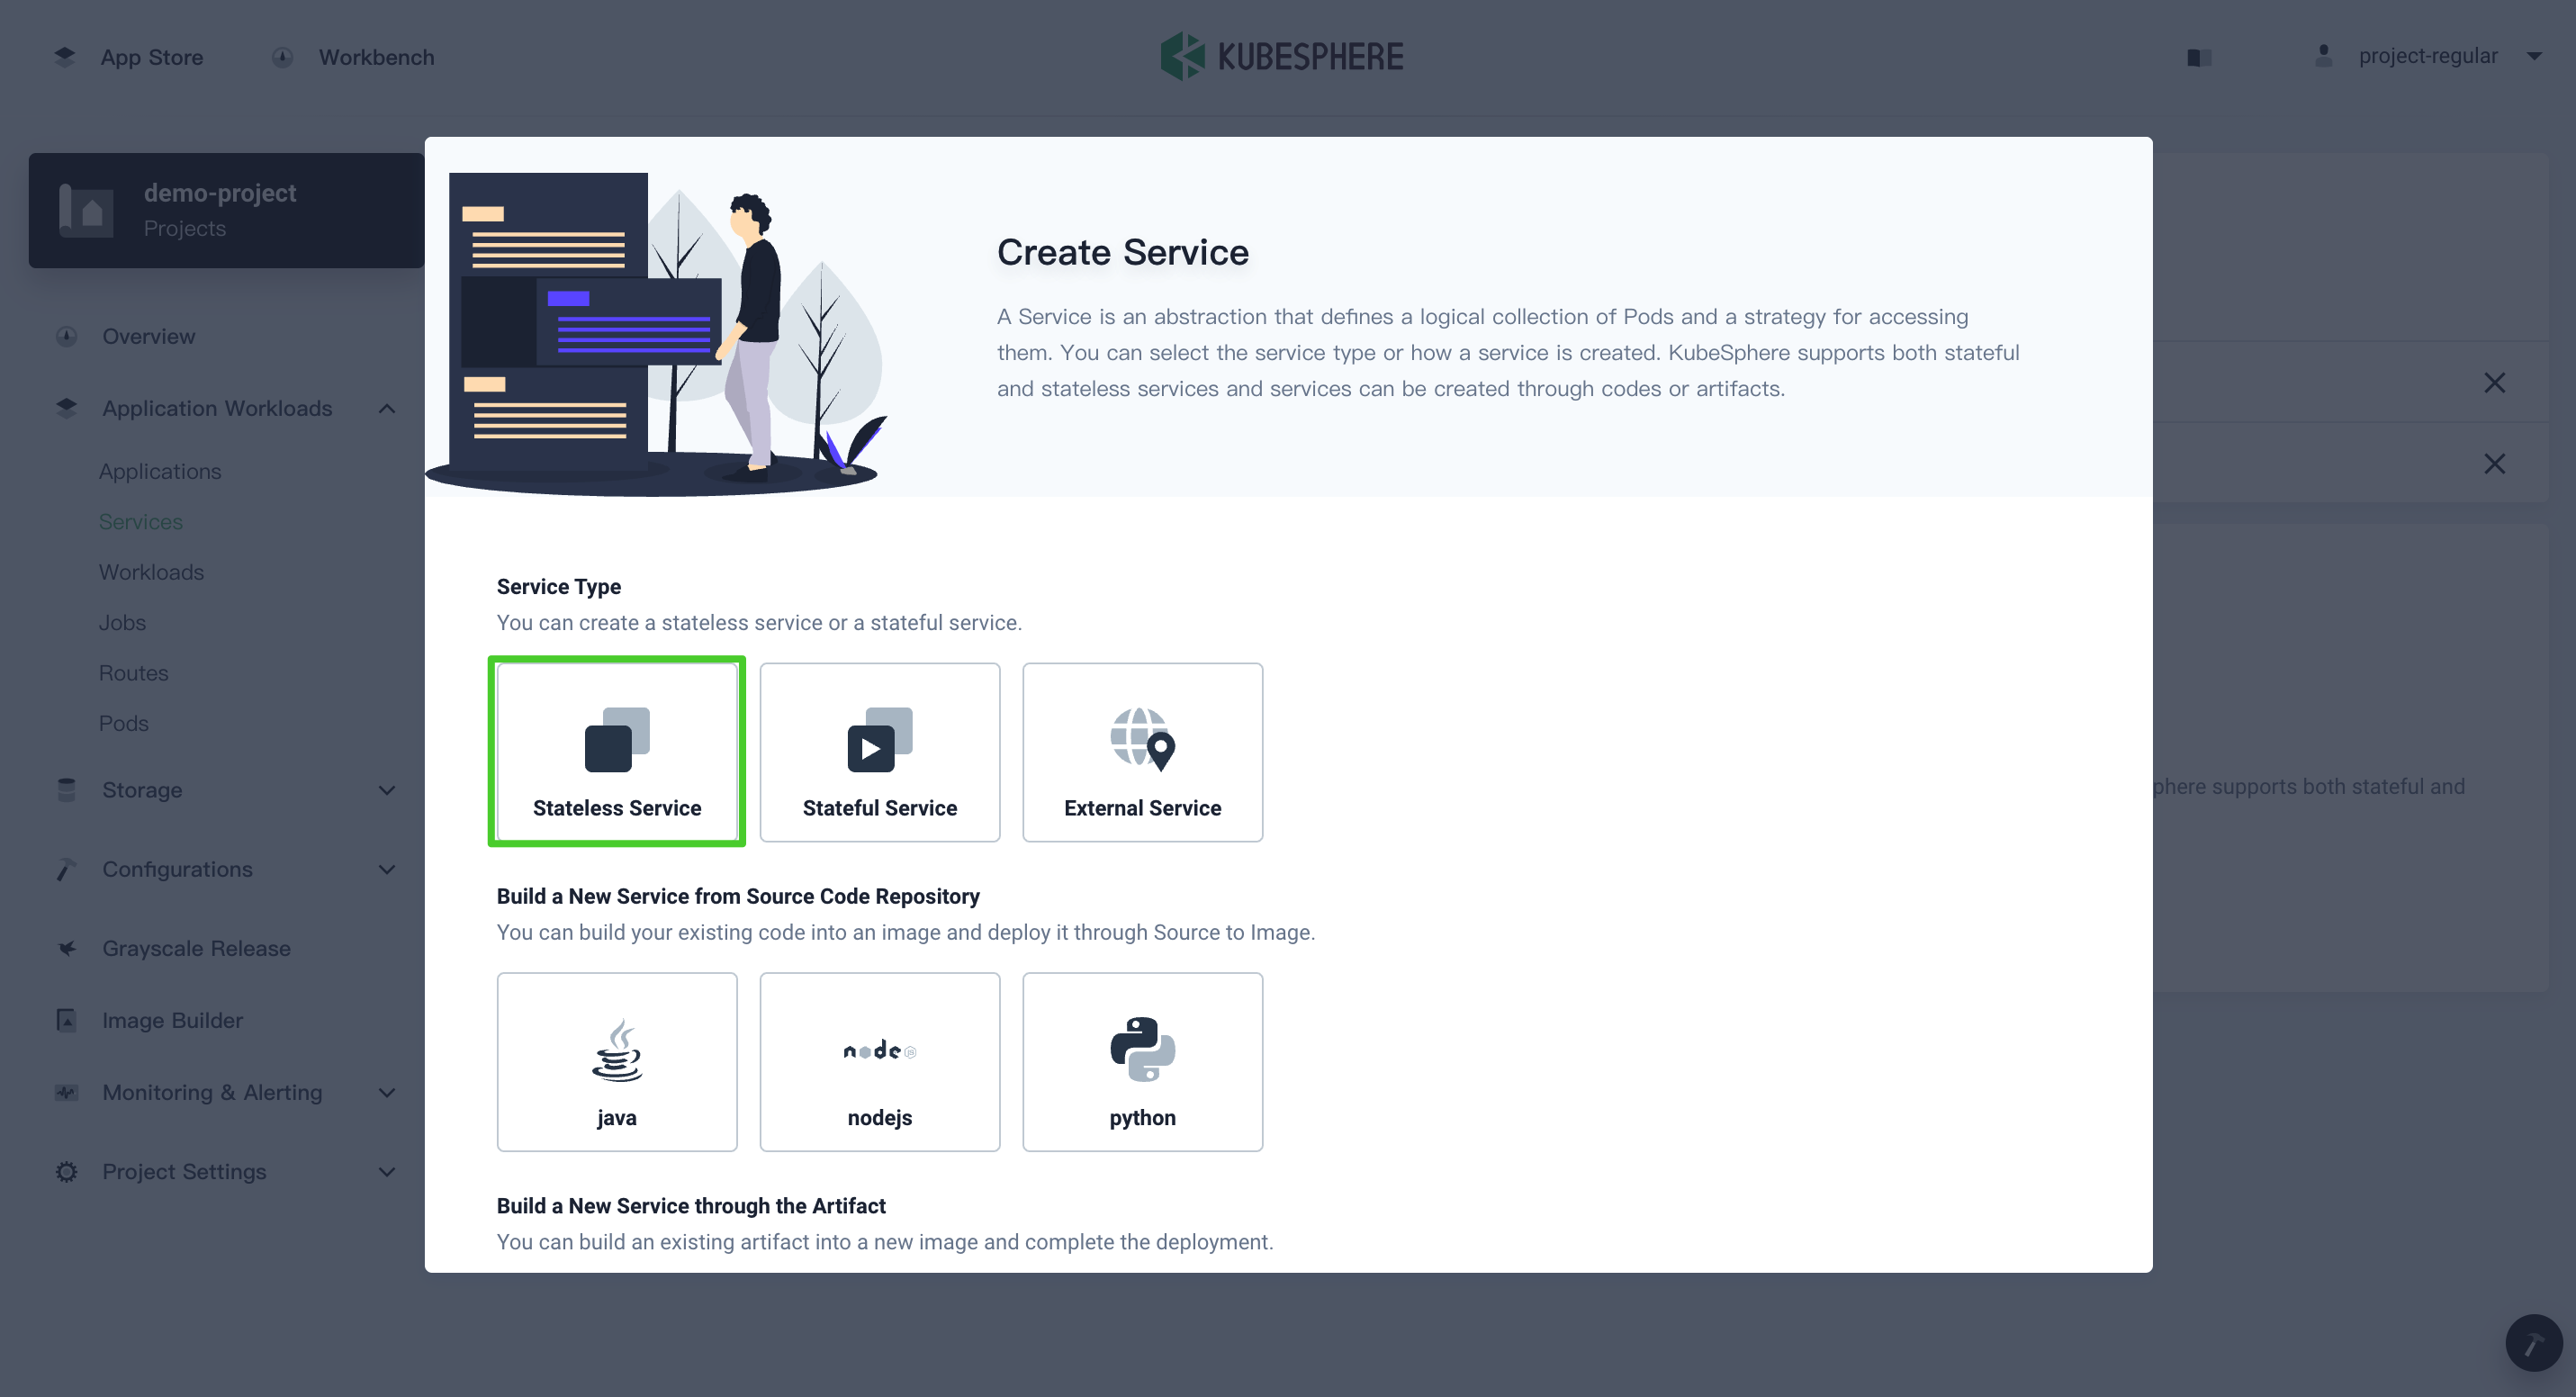 App Store
Workbench
KUBESPHERE
project-regular
demo-project
Projects
Overview
Application Workloads
Applications
Services
Workloads
Jobs
Routes
Pods
Storage
Configurations
Grayscale Release
Image Builder
Monitoring & Alerting
Project Settings
Create Service
A Service is an abstraction that defines a logical collection of Pods and a strategy for accessing
them. You can select the service type or how a service is created. KubeSphere supports both stateful
and stateless services and services can be created through codes or artifacts.
Service Type
You can create a stateless service or a stateful service.
Stateless Service
Stateful Service
External Service
Build a New Service from Source Code Repository
You can build your existing code into an image and deploy it through Source to Image.
java
node
nodejs
python
Build a New Service through the Artifact
You can build an existing artifact into a new image and complete the deployment.
phere supports both stateful and